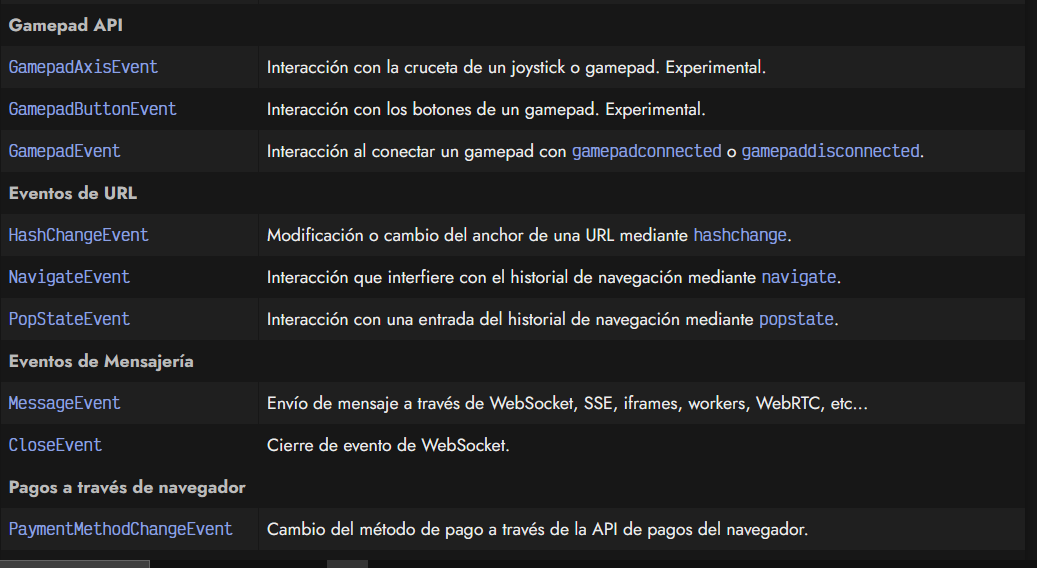 Gamepad API
GamepadAxisEvent Interacción con la cruceta de un joystick o gamepad. Experimental.
GamepadButtonEvent Interacción con los botones de un gamepad. Experimental.
GamepadEvent Interacción al conectar un gamepad con gamepadconnected o gamepaddisconnected.
Eventos de URL
HashChangeEvent Modificación o cambio del anchor de una URL mediante hashchange.
NavigateEvent Interacción que interfiere con el historial de navegación mediante navigate.
PopStateEvent Interacción con una entrada del historial de navegación mediante popstate.
Eventos de Mensajería
MessageEvent Envío de mensaje a través de WebSocket, SSE, iframes, workers, WebRTC, etc...
CloseEvent Cierre de evento de WebSocket.
Pagos a través de navegador
PaymentMethodChangeEvent Cambio del método de pago a través de la API de pagos del navegador.